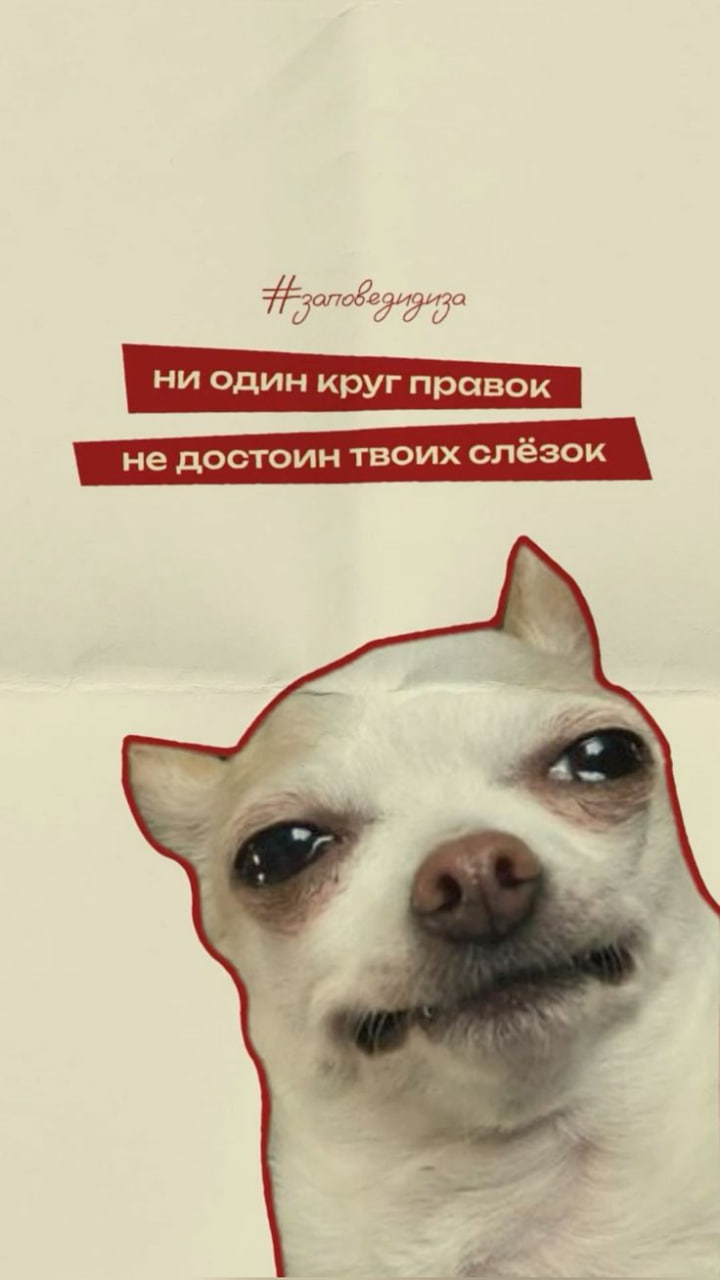 #заповедидиза
ни один круг правок
не достоин твоих слёзок